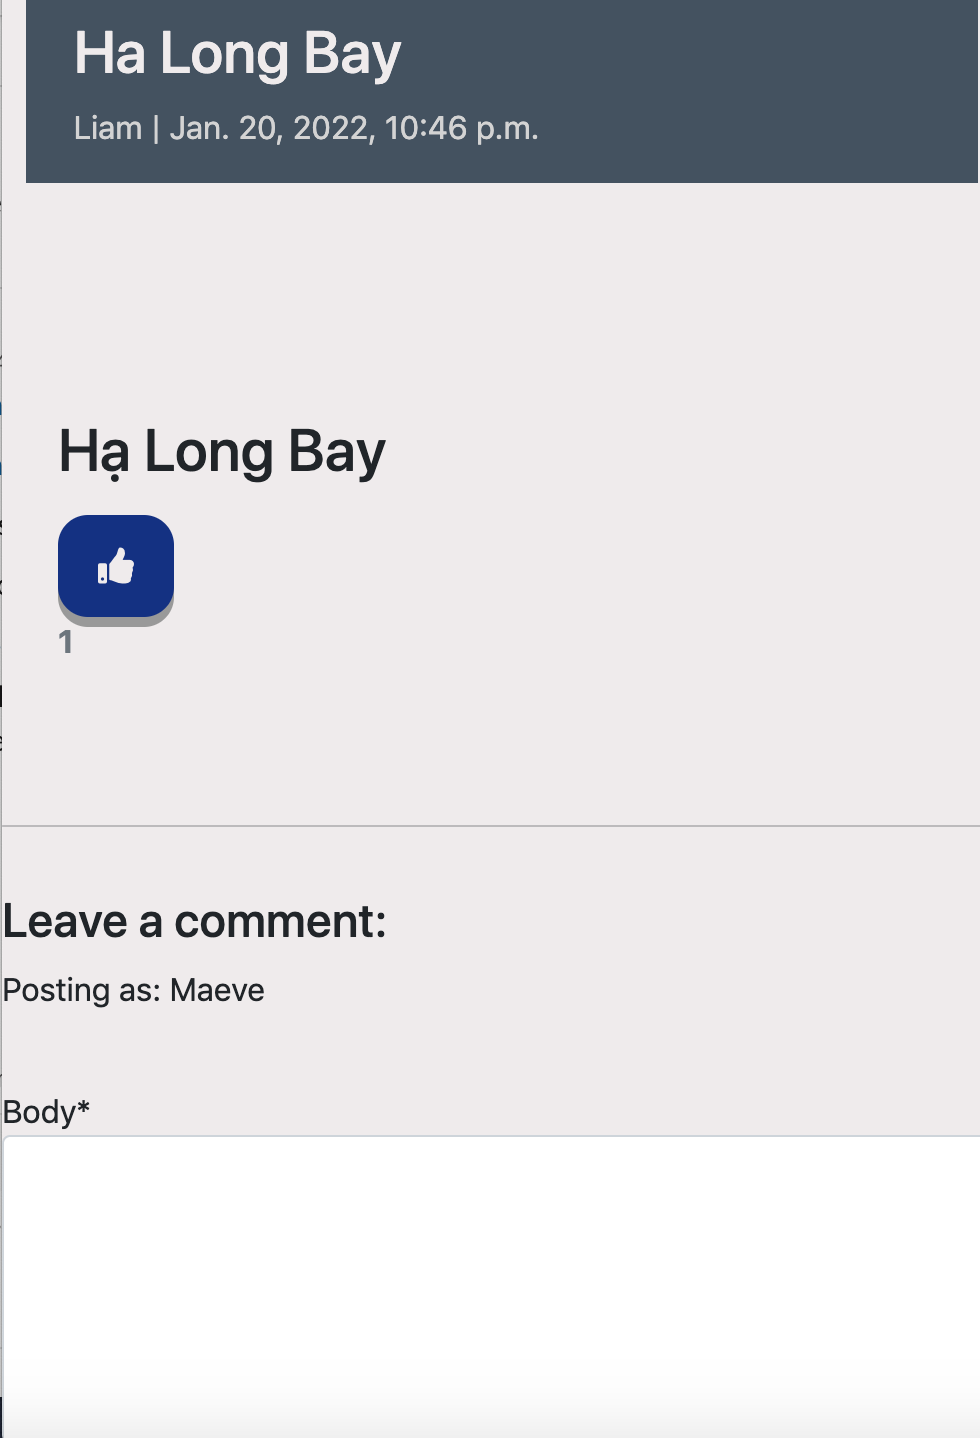 Ha Long Bay
Liam | Jan. 20, 2022, 10:46 p.m.
Hạ Long Bay
1
Leave a comment:
Posting as: Maeve
Body*